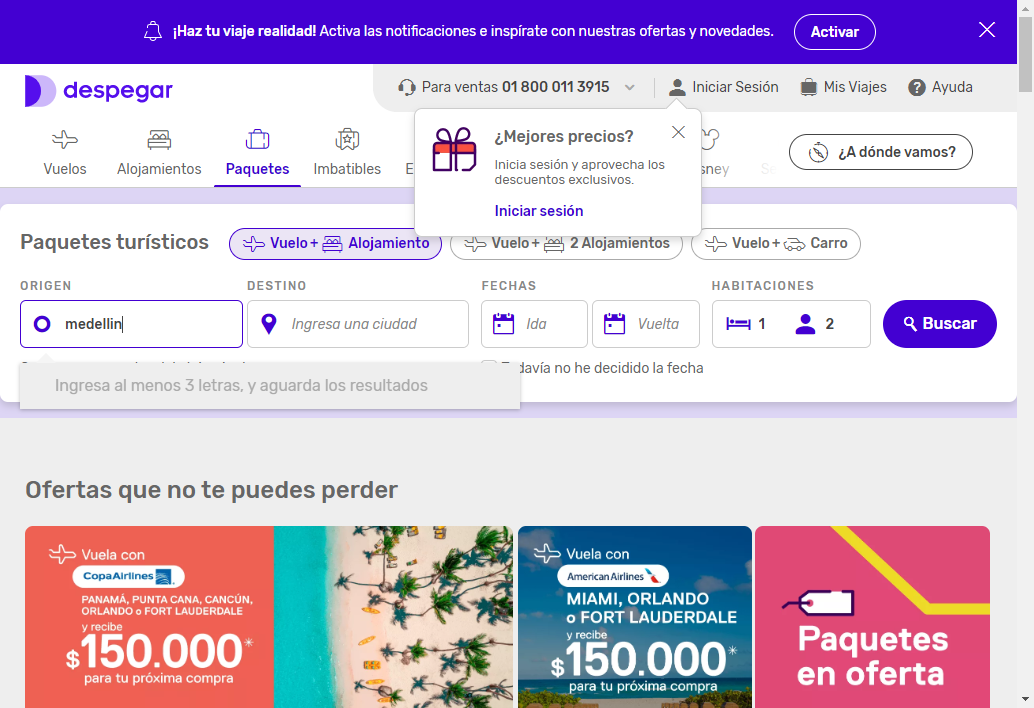 ¡Haz tu viaje realidad! Activa las notificaciones e inspírate con nuestras ofertas y novedades.
Activar
despegar
Para ventas 01 800 011 3915
Iniciar Sesión
Mis Viajes
Ayuda
Vuelos
Alojamientos
Paquetes
Imbatibles
¿A dónde vamos?
¿Mejores precios?
Inicia sesión y aprovecha los
descuentos exclusivos.
Iniciar sesión
Paquetes turísticos
Vuelo + Alojamiento
Vuelo + 2 Alojamientos
Vuelo + Carro
ORIGEN
DESTINO
FECHAS
HABITACIONES
medellin
Ingresa una ciudad
Ida
Vuelta
1
2
Buscar
Ingresa al menos 3 letras, y aguarda los resultados
davía no he decidido la fecha
Ofertas que no te puedes perder
Vuela con
CopaAirlines
PANAMÁ, PUNTA CANA, CANCÚN,
ORLANDO o FORT LAUDERDALE
y recibe
$150.000*
para tu próxima compra
Vuela con
American Airlines
MIAMI, ORLANDO
o FORT LAUDERDALE
y recibe
$150.000*
para tu próxima compra
Paquetes
en oferta